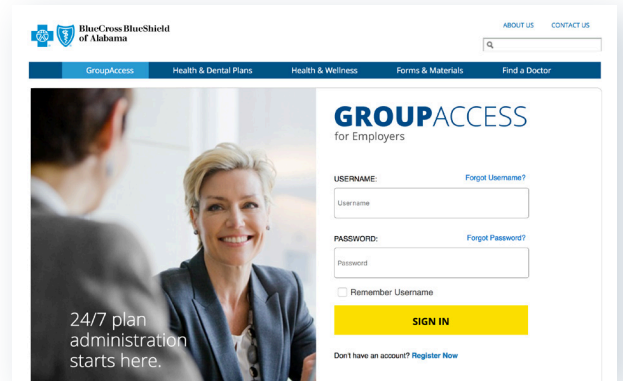 BlueCross BlueShield
of Alabama
ABOUT US CONTACT US
GroupAccess Health & Dental Plans Health & Wellness Forms & Materials Find a Doctor
GROUPACCESS
for Employers
USERNAME: Forgot Username?
Username
PASSWORD: Forgot Password?
Password
Remember Username
SIGN IN
Don't have an account? Register Now
24/7 plan
administration
starts here.